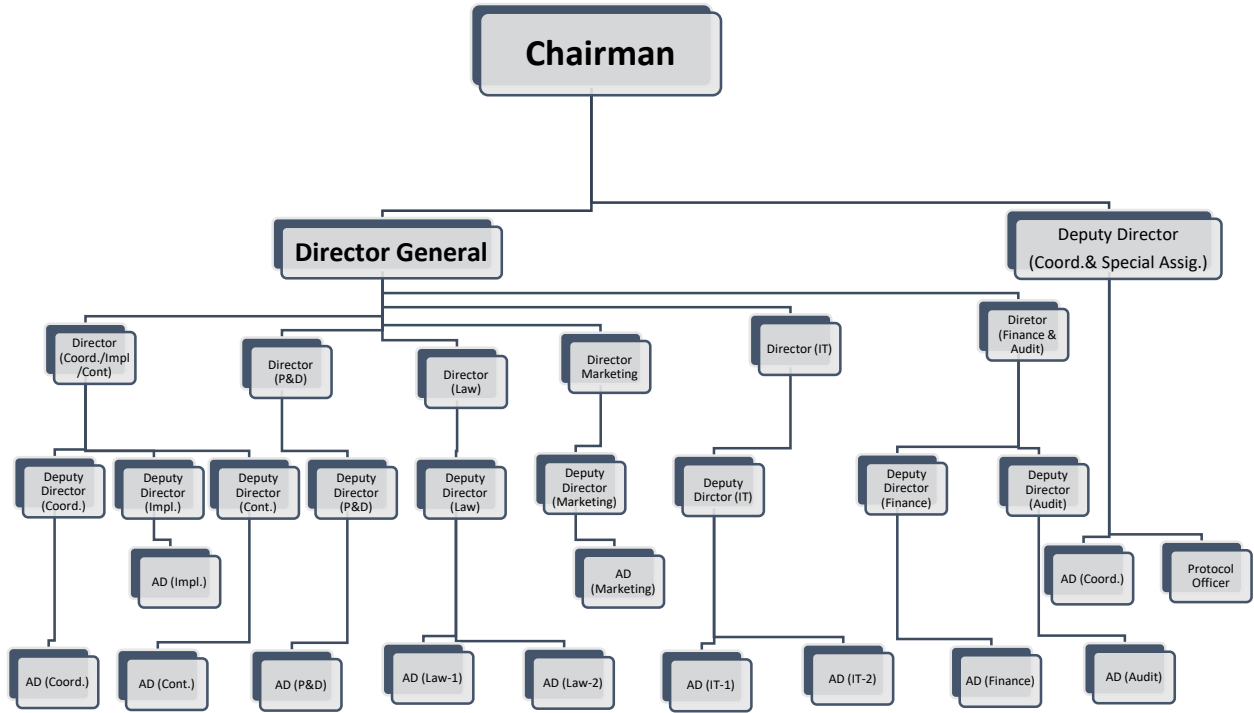 Chairman
Director General
Deputy Director
(Coord.& Special Assig.)
Director
(Coord./Impl
/Cont)
Director
(P&D)
Director
(Law)
Director
Marketing
Director (IT)
Diretor
(Finance &
Audit)
Deputy
Director
(Coord.)
Deputy
Director
(Impl.)
Deputy
Director
(Cont.)
Deputy
Director
(P&D)
Deputy
Director
(Law)
Deputy
Director
(Marketing)
Deputy
Dirctor (IT)
Deputy
Director
(Finance)
Deputy
Director
(Audit)
AD (Impl.)
AD
(Marketing)
AD (Coord.)
Protocol
Officer
AD (Coord.)
AD (Cont.)
AD (P&D)
AD (Law-1)
AD (Law-2)
AD (IT-1)
AD (IT-2)
AD (Finance)
AD (Audit)